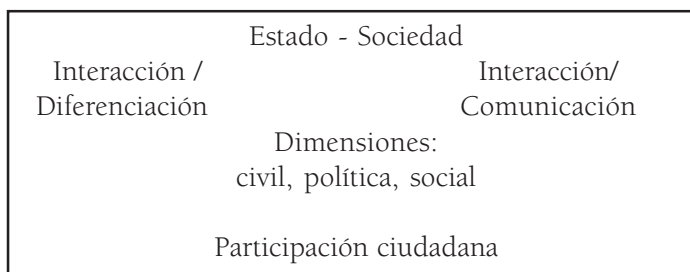 Estado - Sociedad
Interacción / Interacción/
Diferenciación Comunicación
Dimensiones:
civil, política, social
Participación ciudadana